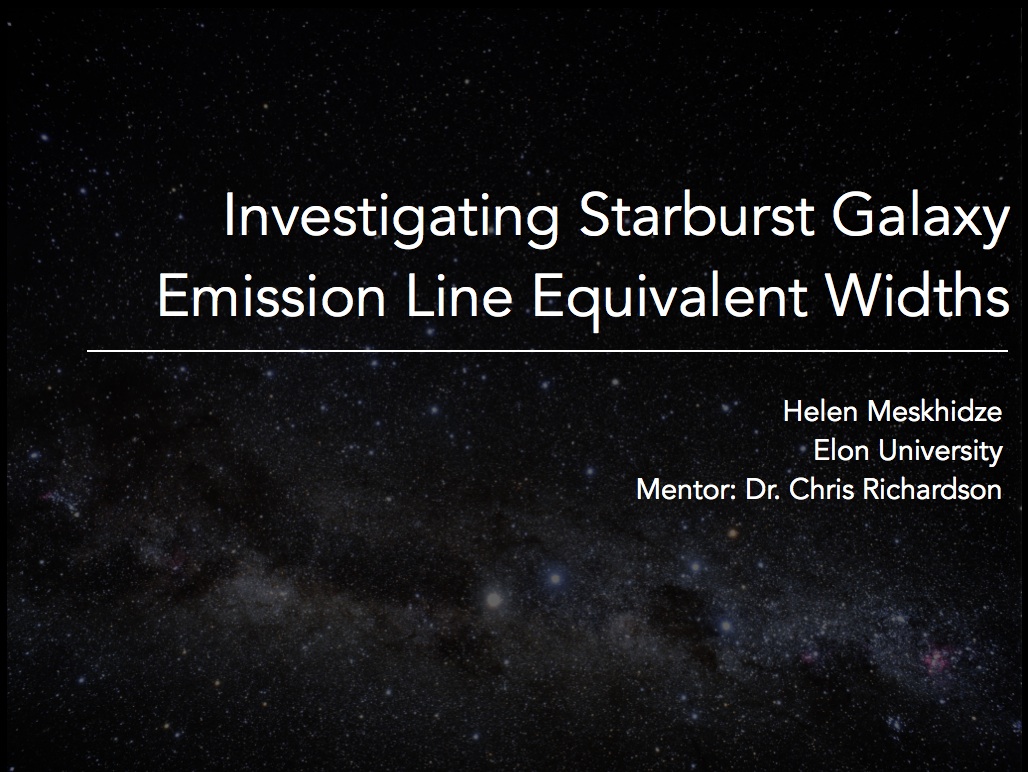 Investigating Starburst Galaxy
Emission Line Equivalent Widths
Helen Meskhidze
Elon University
Mentor: Dr. Chris Richardson